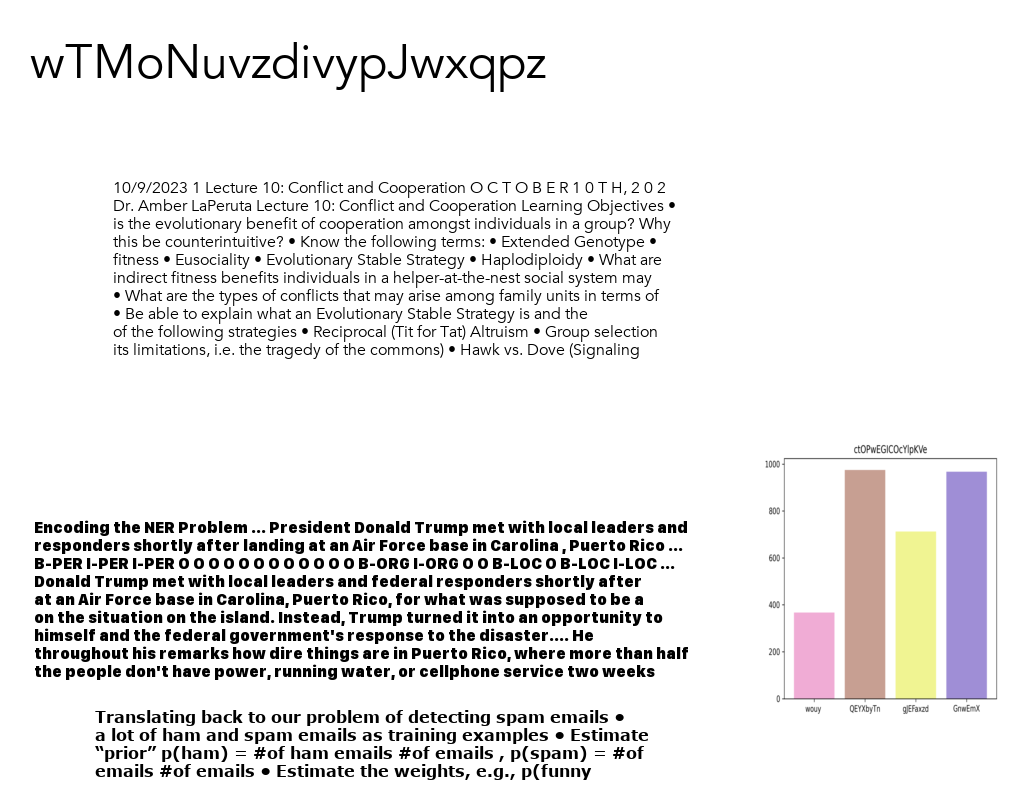 wTMoNuvzdivypJwxqpz
10/9/2023 1 Lecture 10: Conflict and Cooperation O C T O B E R 1 0 T H, 2 0 2
Dr. Amber LaPeruta Lecture 10: Conflict and Cooperation Learning Objectives •
is the evolutionary benefit of cooperation amongst individuals in a group? Why
this be counterintuitive? • Know the following terms: • Extended Genotype •
fitness • Eusociality • Evolutionary Stable Strategy • Haplodiploidy • What are
indirect fitness benefits individuals in a helper-at-the-nest social system may
• What are the types of conflicts that may arise among family units in terms of
• Be able to explain what an Evolutionary Stable Strategy is and the
of the following strategies • Reciprocal (Tit for Tat) Altruism • Group selection
its limitations, i.e. the tragedy of the commons) • Hawk vs. Dove (Signaling
ctOPwEGICOcYlpKVe
1000
800
600
400
200
0
wouy QEYXbyTn gJEFaxzd GnwEmX
Encoding the NER Problem ... President Donald Trump met with local leaders and
responders shortly after landing at an Air Force base in Carolina , Puerto Rico ...
B-PER I-PER I-PER O O O O O O O O O O O O B-ORG I-ORG O O B-LOC O B-LOC I-LOC ...
Donald Trump met with local leaders and federal responders shortly after
at an Air Force base in Carolina, Puerto Rico, for what was supposed to be a
on the situation on the island. Instead, Trump turned it into an opportunity to
himself and the federal government's response to the disaster.... He
throughout his remarks how dire things are in Puerto Rico, where more than half
the people don't have power, running water, or cellphone service two weeks
Translating back to our problem of detecting spam emails •
a lot of ham and spam emails as training examples • Estimate
“prior” p(ham) = #of ham emails #of emails , p(spam) = #of
emails #of emails • Estimate the weights, e.g., p(funny